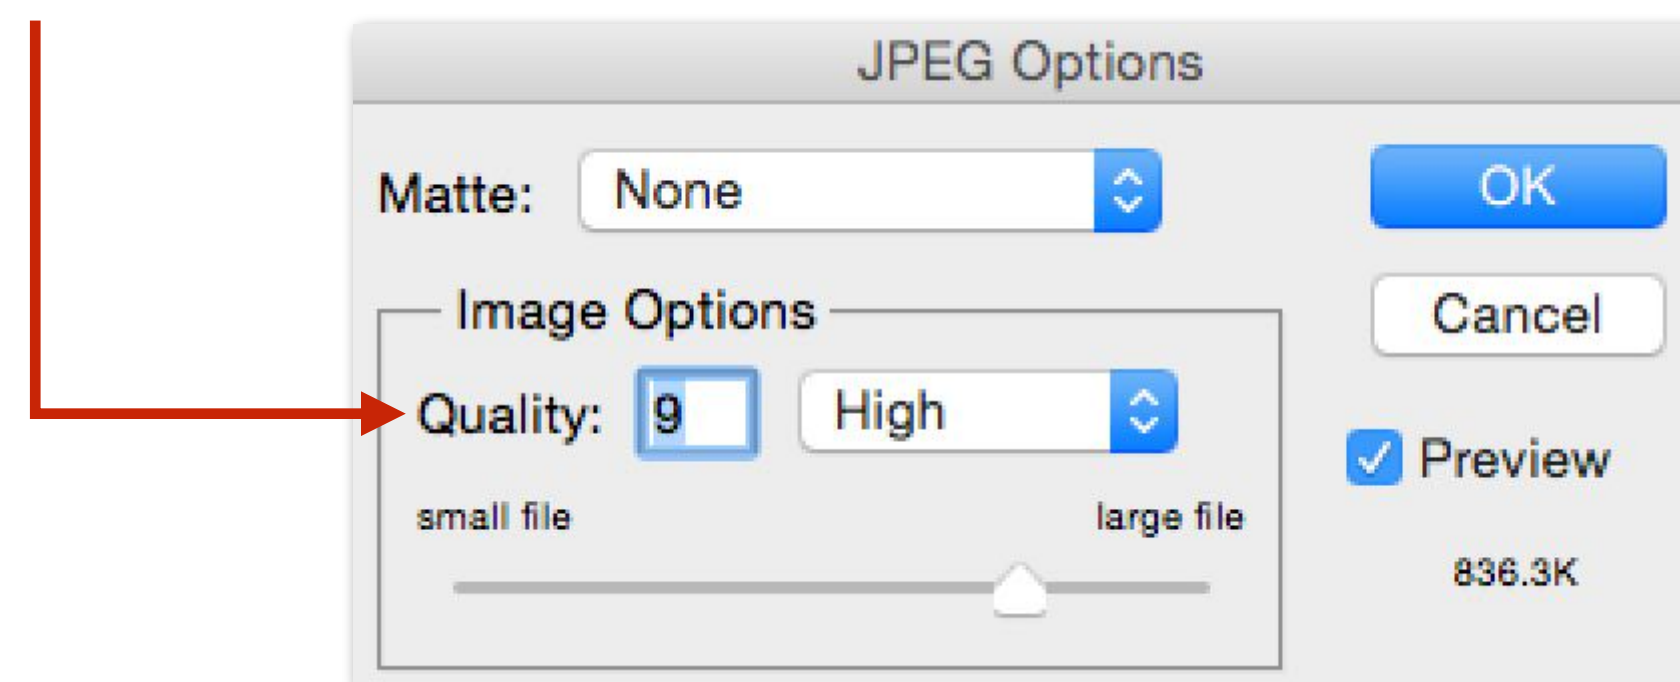 JPEG Options
Matte: None
OK
Image Options
Cancel
Quality: 9 High
Preview
small file large file
836.3K